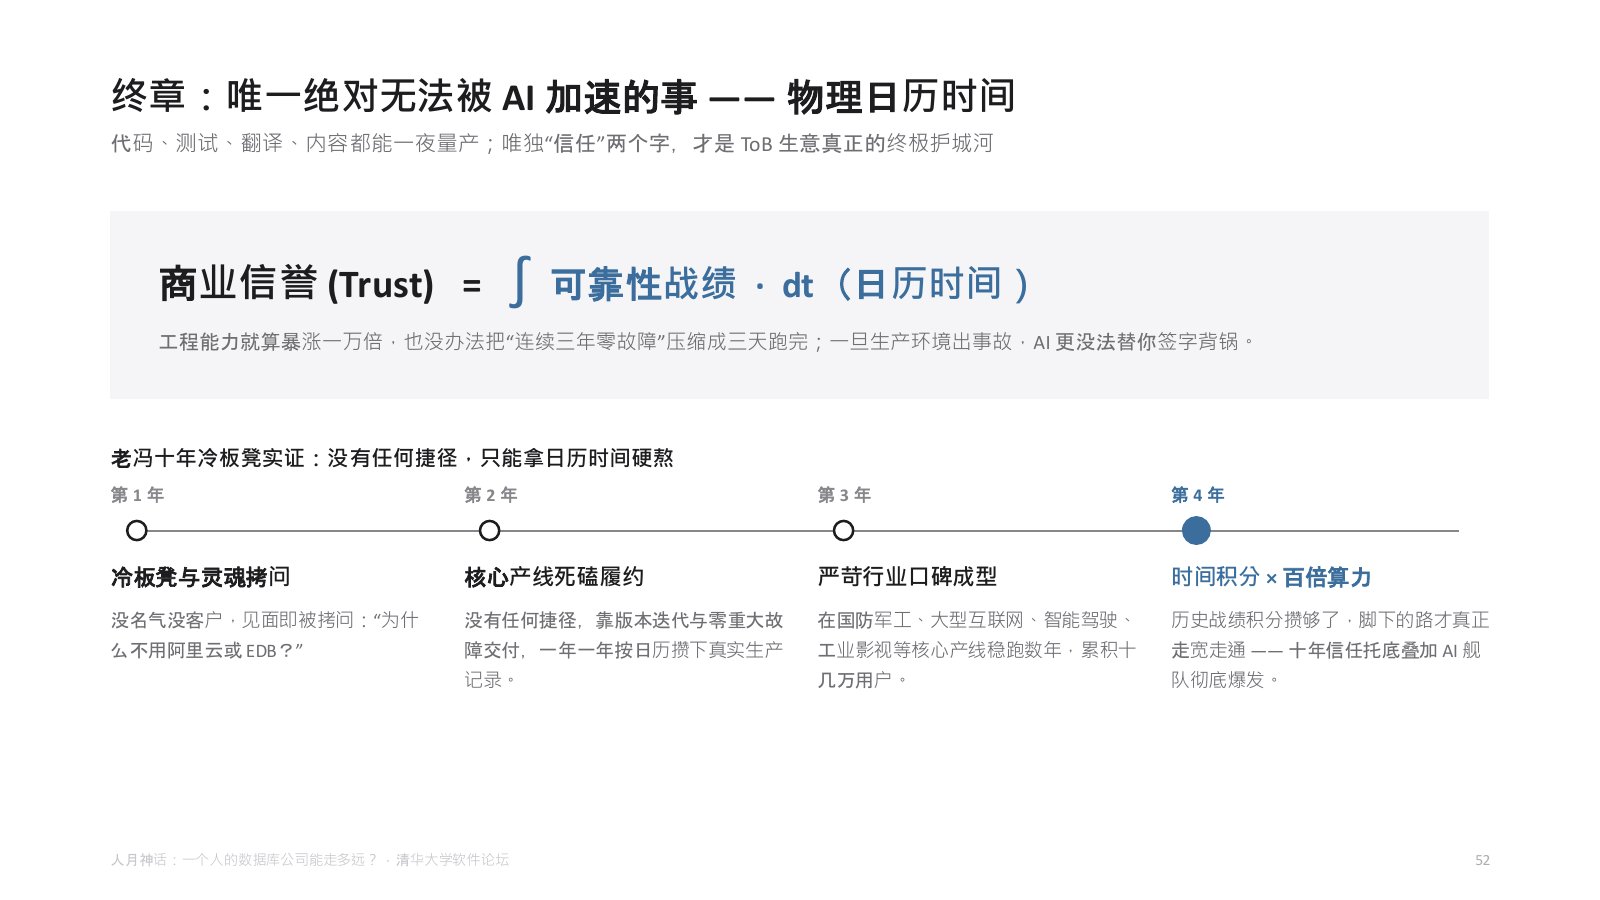 终章：唯一绝对无法被 AI 加速的事 —— 物理日历时间
代码、测试、翻译、内容都能一夜量产；唯独“信任”两个字，才是 ToB 生意真正的终极护城河
商业信誉 (Trust) = ∫ 可靠性战绩 · dt（日历时间）
工程能力就算暴涨一万倍，也没办法把“连续三年零故障”压缩成三天跑完；一旦生产环境出事故，AI 更没法替你签字背锅。
老冯十年冷板凳实证：没有任何捷径，只能拿日历时间硬熬
第 1 年
第 2 年
第 3 年
第 4 年
冷板凳与灵魂拷问
核心产线死磕履约
严苛行业口碑成型
时间积分 × 百倍算力
没名气没客户，见面即被拷问：“为什
么不用阿里云或 EDB？”
没有任何捷径，靠版本迭代与零重大故
障交付，一年一年按日历攒下真实生产
记录。
在国防军工、大型互联网、智能驾驶、
工业影视等核心产线稳跑数年，累积十
几万用户。
历史战绩积分攒够了，脚下的路才真正
走宽走通 —— 十年信任托底叠加 AI 舰
队彻底爆发。
人月神话：一个人的数据库公司能走多远？ · 清华大学软件论坛
52